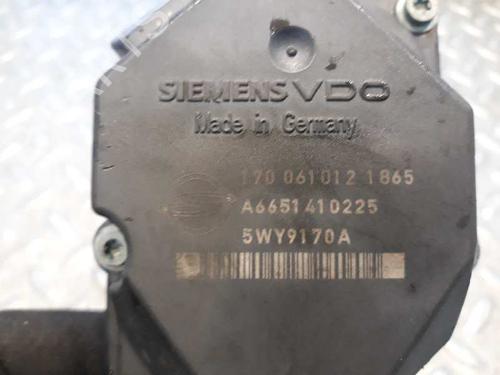 SIEMENS VDO
Made in Germany
170 061012 1865
A6651410225
5WY9170A